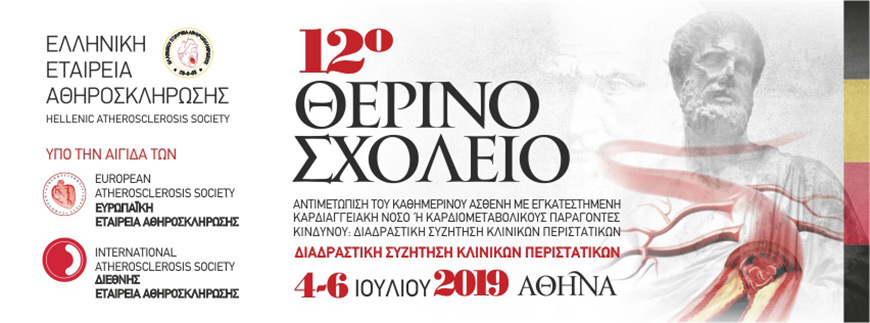 ΕΛΛΗΝΙΚΗ
ΕΤΑΙΡΕΙΑ
ΑΘΗΡΟΣΚΛΗΡΩΣΗΣ
HELLENIC ATHEROSCLEROSIS SOCIETY
ΥΠΟ ΤΗΝ ΑΙΓΙΔΑ ΤΩΝ
EUROPEAN
ATHEROSCLEROSIS SOCIETY
ΕΥΡΩΠΑΪΚΗ
ΕΤΑΙΡΕΙΑ ΑΘΗΡΟΣΚΛΗΡΩΣΗΣ
INTERNATIONAL
ATHEROSCLEROSIS SOCIETY
ΔΙΕΘΝΗΣ
ΕΤΑΙΡΕΙΑ ΑΘΗΡΟΣΚΛΗΡΩΣΗΣ
12ο
ΘΕΡΙΝΟ
ΣΧΟΛΕΙΟ
ΑΝΤΙΜΕΤΩΠΙΣΗ ΤΟΥ ΚΑΘΗΜΕΡΙΝΟΥ ΑΣΘΕΝΗ ΜΕ ΕΓΚΑΤΕΣΤΗΜΕΝΗ
ΚΑΡΔΙΑΓΓΕΙΑΚΗ ΝΟΣΟ Ή ΚΑΡΔΙΟΜΕΤΑΒΟΛΙΚΟΥΣ ΠΑΡΑΓΟΝΤΕΣ
ΚΙΝΔΥΝΟΥ: ΔΙΑΔΡΑΣΤΙΚΗ ΣΥΖΗΤΗΣΗ ΚΛΙΝΙΚΩΝ ΠΕΡΙΣΤΑΤΙΚΩΝ
ΔΙΑΔΡΑΣΤΙΚΗ ΣΥΖΗΤΗΣΗ ΚΛΙΝΙΚΩΝ ΠΕΡΙΣΤΑΤΙΚΩΝ
4-6 ΙΟΥΛΙΟΥ 2019 ΑΘΗΝΑ